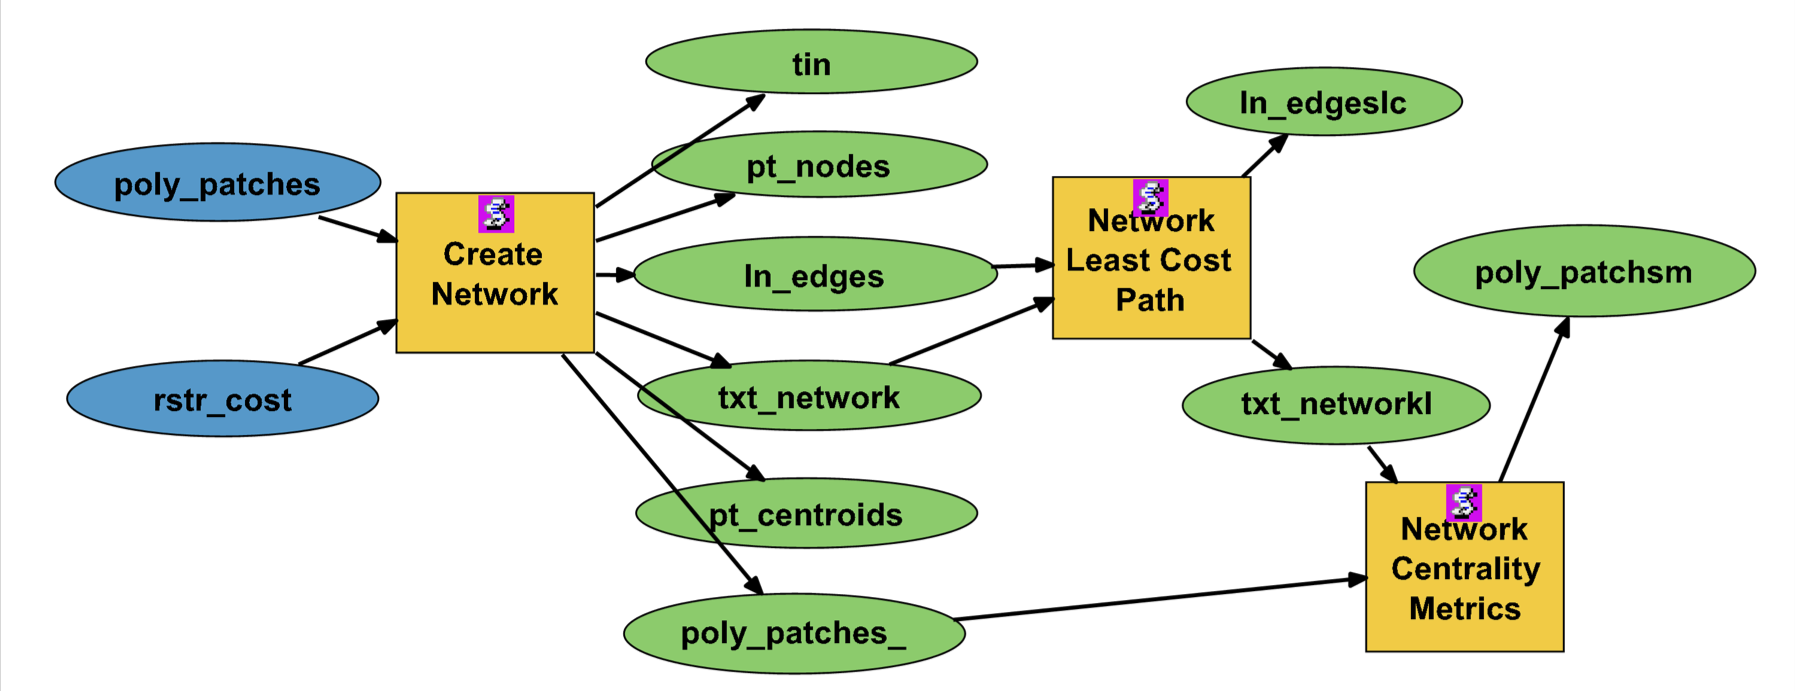 tin
ln_edgeslc
poly_patches
pt_nodes
Network
Least Cost
Path
Create
Network
ln_edges
poly_patchsm
rstr_cost
txt_network
txt_networkl
pt_centroids
Network
Centrality
Metrics
poly_patches_